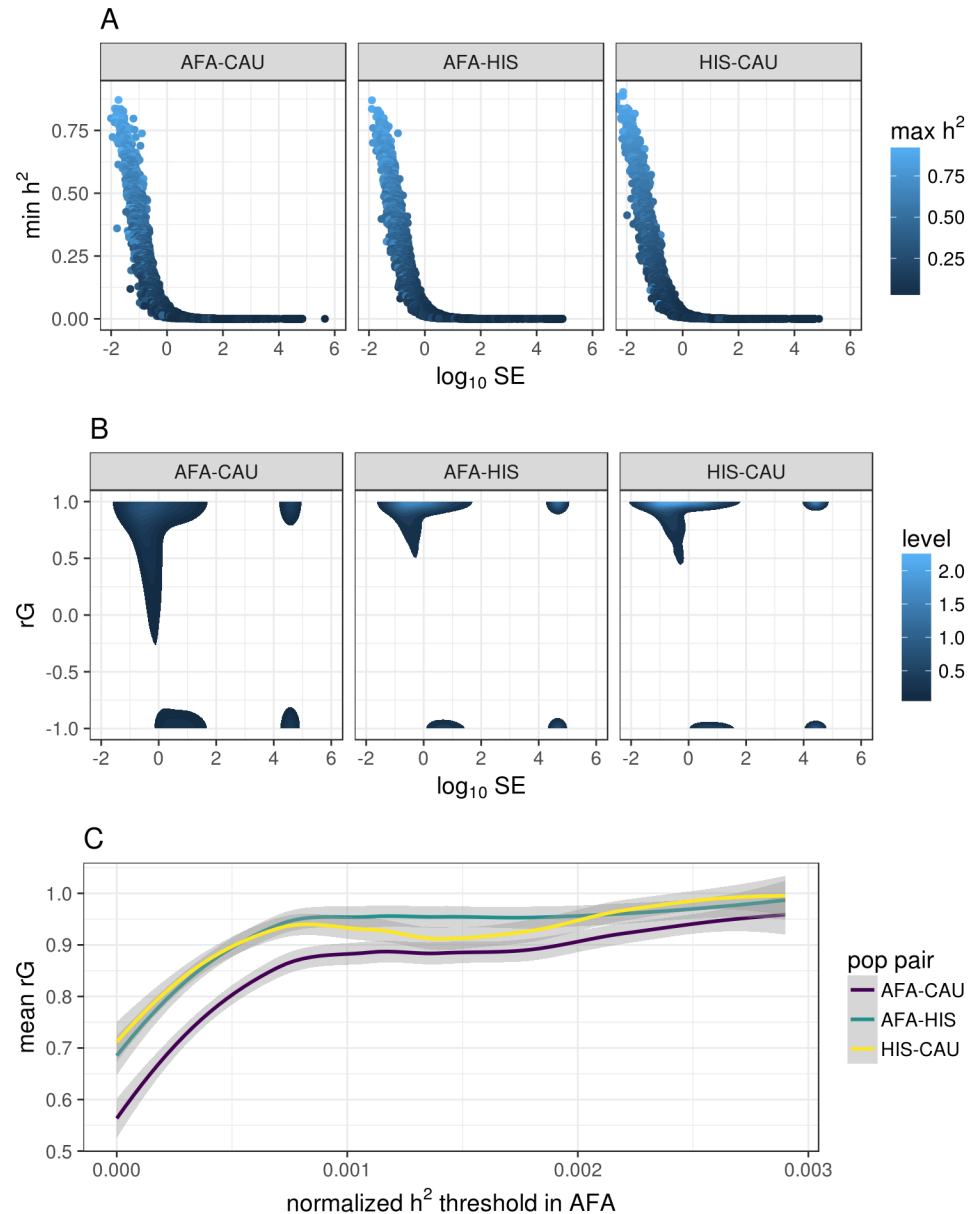 A
AFA-CAU AFA-HIS HIS-CAU
min h²
0.75
0.50
0.25
0.00
-2 0 2 4 6 -2 0 2 4 6 -2 0 2 4 6
log₁₀ SE
max h²
0.75
0.50
0.25
B
AFA-CAU AFA-HIS HIS-CAU
rG
1.0
0.5
0.0
-0.5
-1.0
-2 0 2 4 6 -2 0 2 4 6 -2 0 2 4 6
log₁₀ SE
level
2.0
1.5
1.0
0.5
C
mean rG
1.0
0.9
0.8
0.7
0.6
0.5
0.000 0.001 0.002 0.003
normalized h² threshold in AFA
pop pair
AFA-CAU
AFA-HIS
HIS-CAU